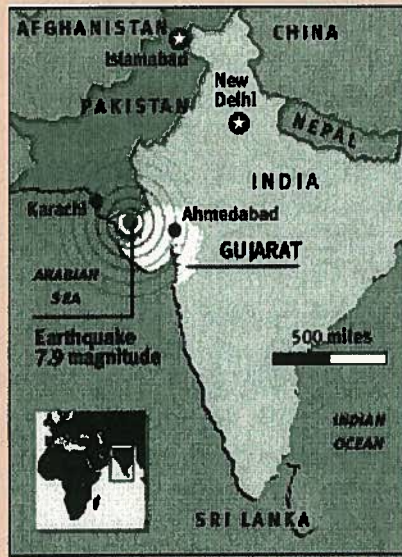 AFGHANISTAN
CHINA
Islamabad
New
Delhi
PAKISTAN
NEPAL
INDIA
Karachi
Ahmedabad
GUJARAT
ARABIAN
SEA
Earthquake
7.9 magnitude
500 miles
INDIAN
OCEAN
SRI LANKA